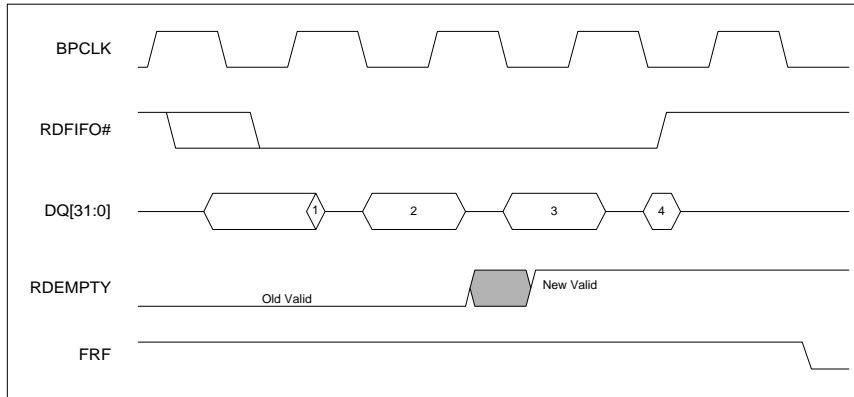 BPCLK
RDFIFO#
DQ[31:0]
1
2
3
4
RDEMPTY
Old Valid
New Valid
FRF